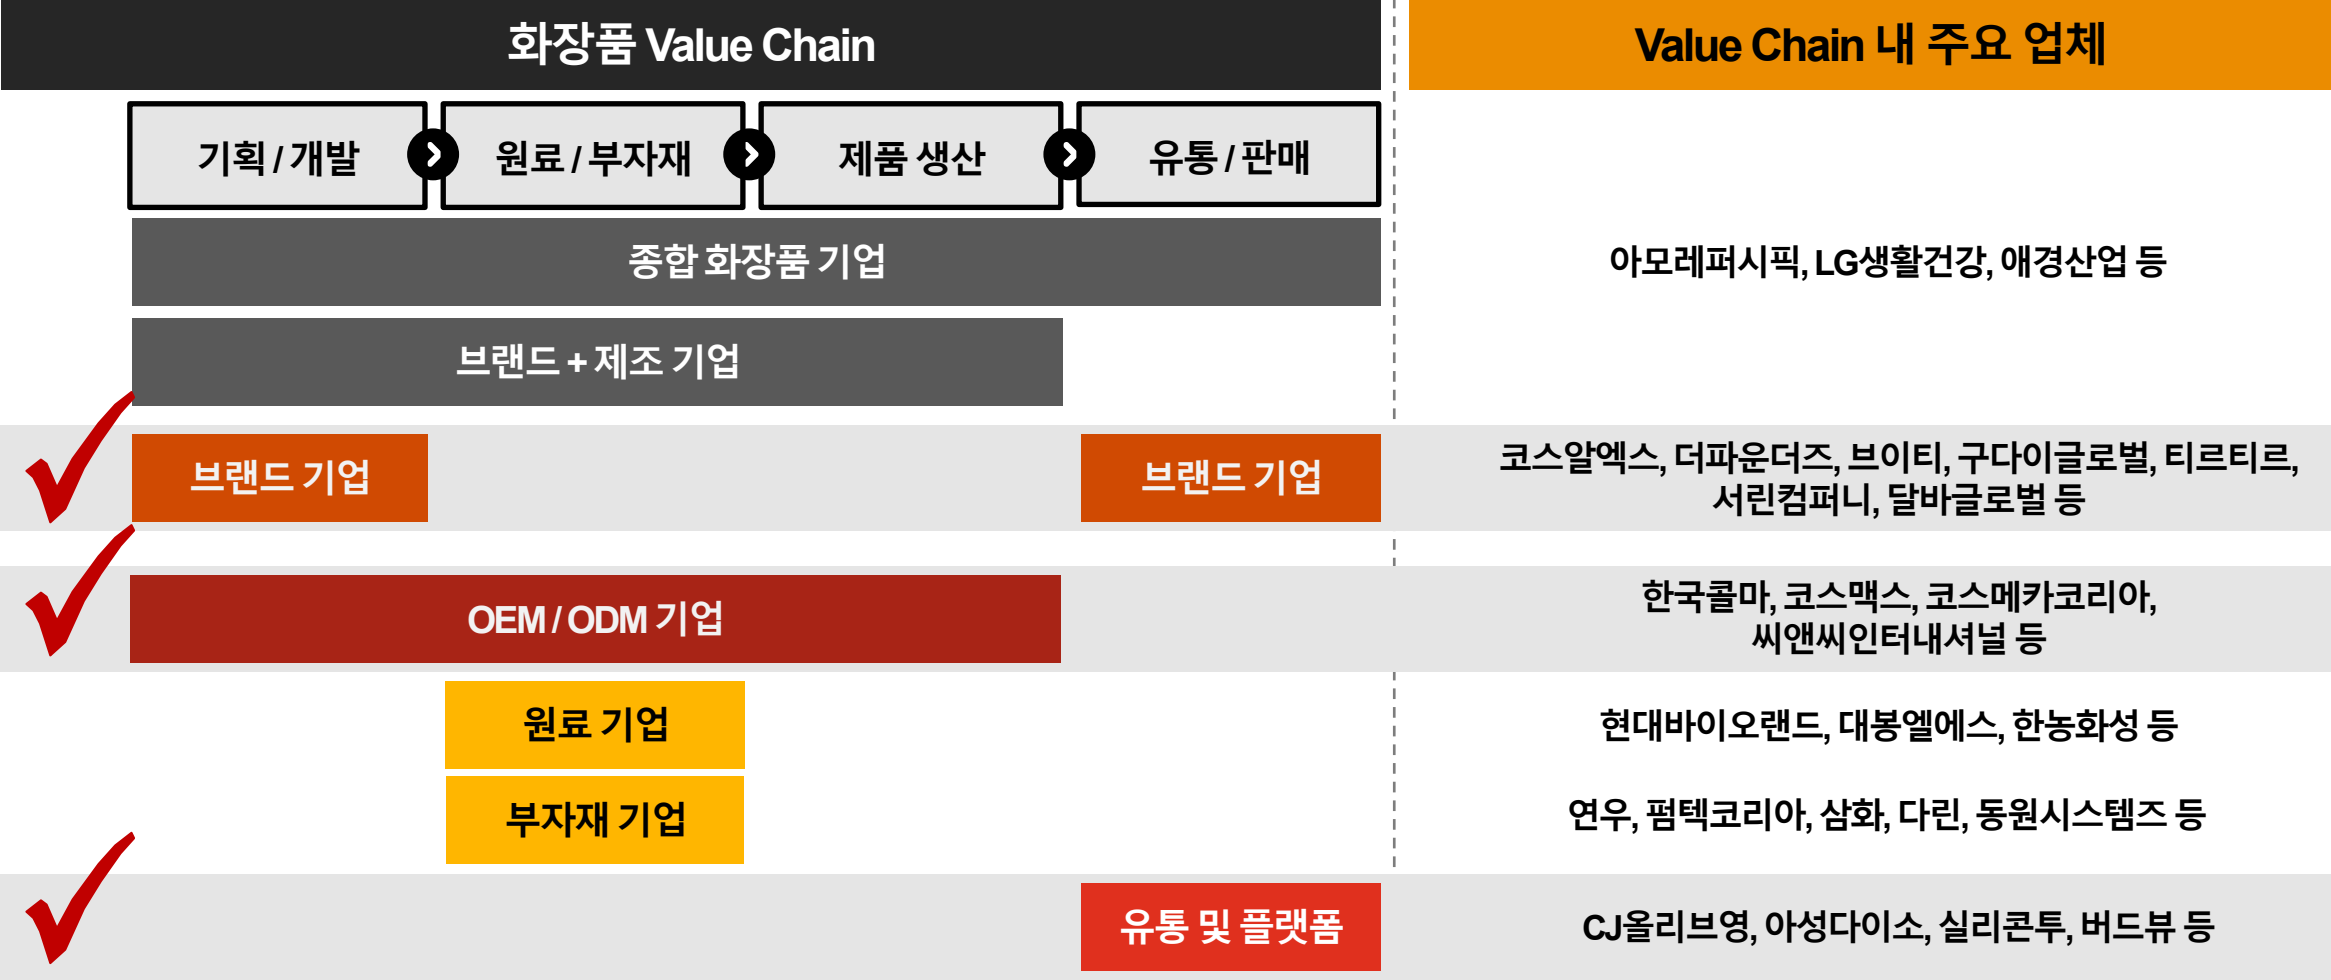 화장품 Value Chain
Value Chain 내 주요 업체
기획 / 개발
원료 / 부자재
제품 생산
유통 / 판매
종합 화장품 기업
아모레퍼시픽, LG생활건강, 애경산업 등
브랜드 + 제조 기업
브랜드 기업
브랜드 기업
코스알엑스, 더파운더즈, 브이티, 구다이글로벌, 티르티르,
서린컴퍼니, 달바글로벌 등
OEM / ODM 기업
한국콜마, 코스맥스, 코스메카코리아,
씨앤씨인터내셔널 등
원료 기업
현대바이오랜드, 대봉엘에스, 한농화성 등
부자재 기업
연우, 펌텍코리아, 삼화, 다린, 동원시스템즈 등
유통 및 플랫폼
CJ올리브영, 아성다이소, 실리콘투, 버드뷰 등